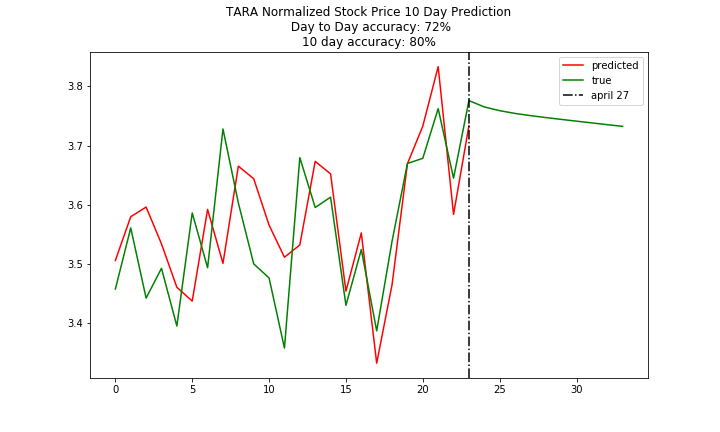 TARA Normalized Stock Price 10 Day Prediction
Day to Day accuracy: 72%
10 day accuracy: 80%
predicted
true
april 27
3.8
3.7
3.6
3.5
3.4
0 5 10 15 20 25 30